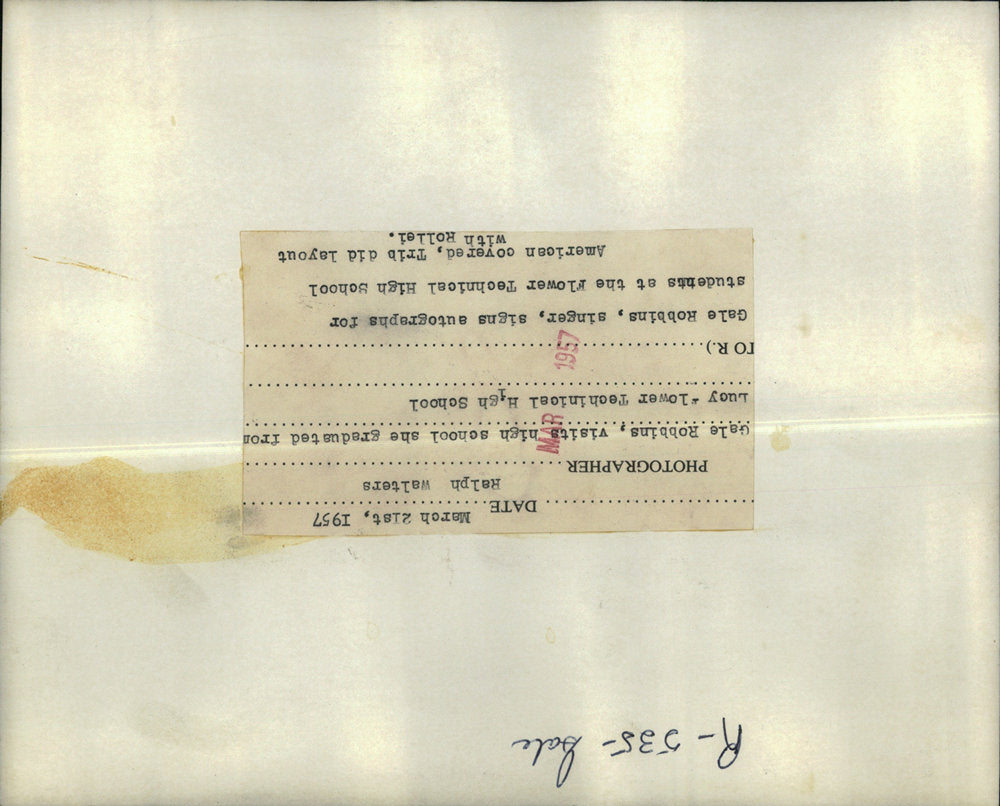 R-535- Gale
DATE March 21st, 1957
Ralph Walters
PHOTOGRAPHER
Gale Robbins, visits high school she graduated from
Lucy Flower Techinical High School
MAR 1957
TO R.)
Gale Robbins, singer, signs autographs for
students at the Flower Technical High School
American covered, Trib did layout
with Rollei.